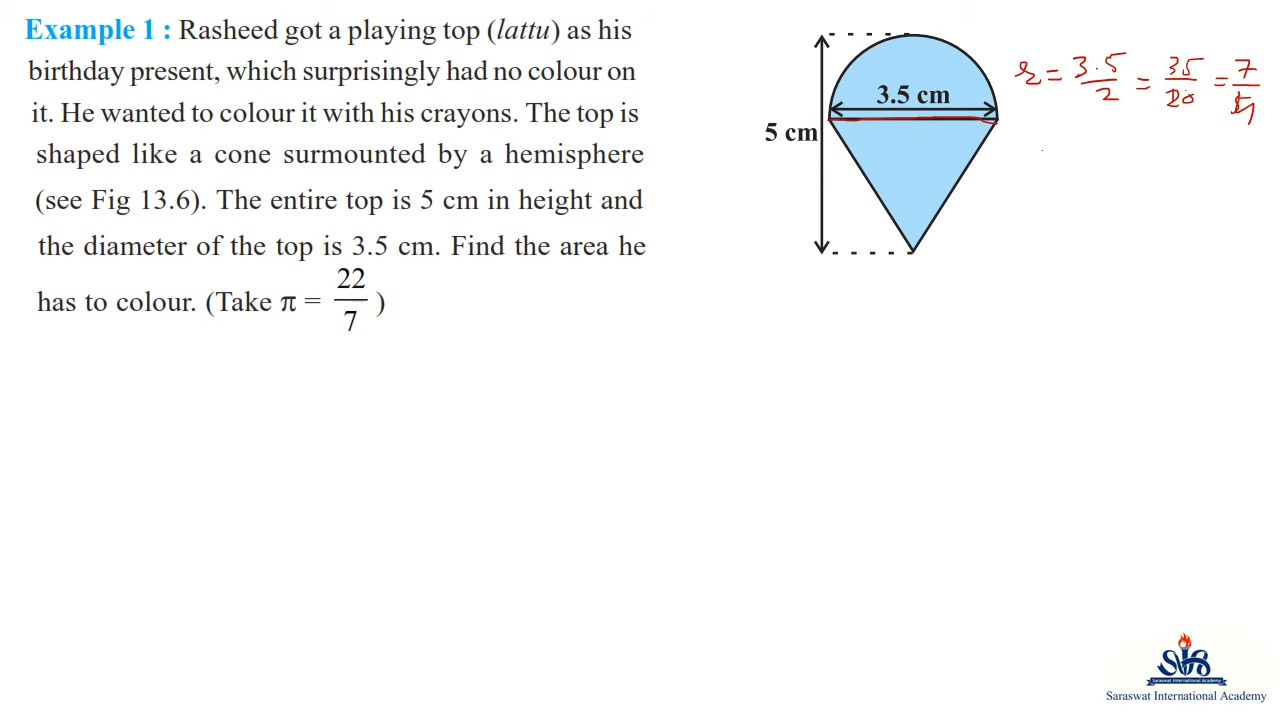 Example 1 : Rasheed got a playing top (lattu) as his
birthday present, which surprisingly had no colour on
it. He wanted to colour it with his crayons. The top is
shaped like a cone surmounted by a hemisphere
(see Fig 13.6). The entire top is 5 cm in height and
the diameter of the top is 3.5 cm. Find the area he
has to colour. (Take π = 22/7 )
3.5 cm
5 cm
r = 3.5/2 = 35/20 = 7/4
SIA
Saraswat International Academy
Saraswat International Academy